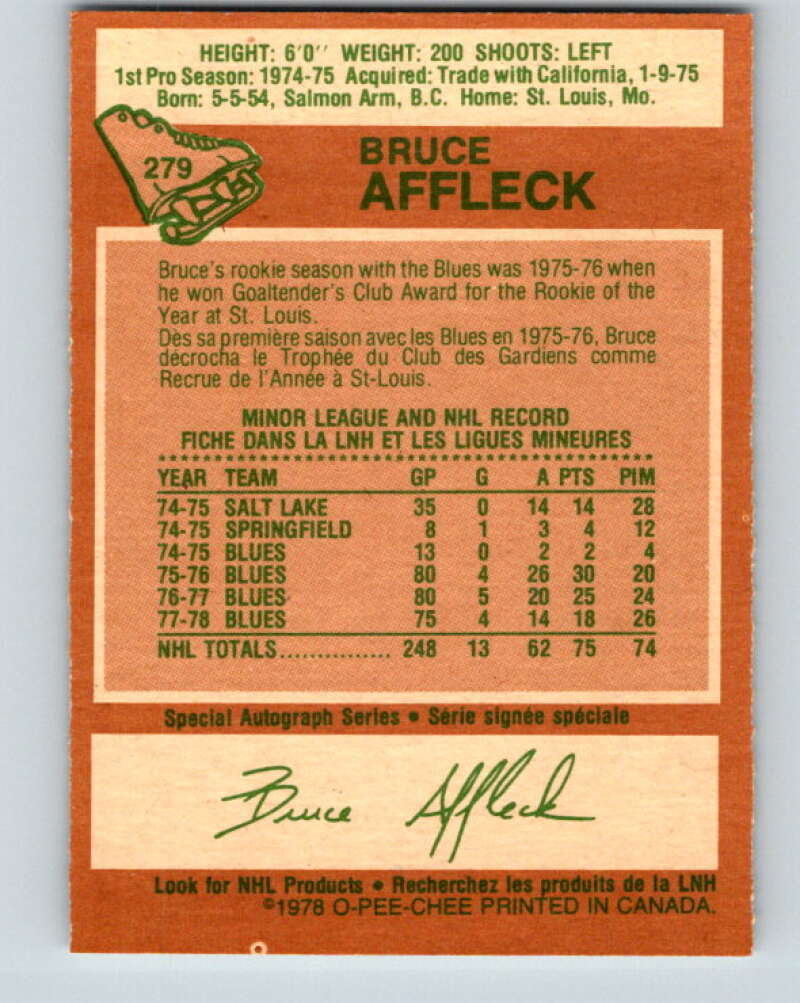 HEIGHT: 6'0'' WEIGHT: 200 SHOOTS: LEFT
1st Pro Season: 1974-75 Acquired: Trade with California, 1-9-75
Born: 5-5-54, Salmon Arm, B.C. Home: St. Louis, Mo.
279
BRUCE
AFFLECK
Bruce's rookie season with the Blues was 1975-76 when
he won Goaltender's Club Award for the Rookie of the
Year at St. Louis.
Dès sa première saison avec les Blues en 1975-76, Bruce
décrocha le Trophée du Club des Gardiens comme
Recrue de l'Année à St-Louis.
MINOR LEAGUE AND NHL RECORD
FICHE DANS LA LNH ET LES LIGUES MINEURES
YEAR TEAM GP G A PTS PIM
74-75 SALT LAKE 35 0 14 14 28
74-75 SPRINGFIELD 8 1 3 4 12
74-75 BLUES 13 0 2 2 4
75-76 BLUES 80 4 26 30 20
76-77 BLUES 80 5 20 25 24
77-78 BLUES 75 4 14 18 26
NHL TOTALS............... 248 13 62 75 74
Special Autograph Series • Série signée spéciale
Bruce Affleck
Look for NHL Products • Recherchez les produits de la LNH
©1978 O-PEE-CHEE PRINTED IN CANADA.